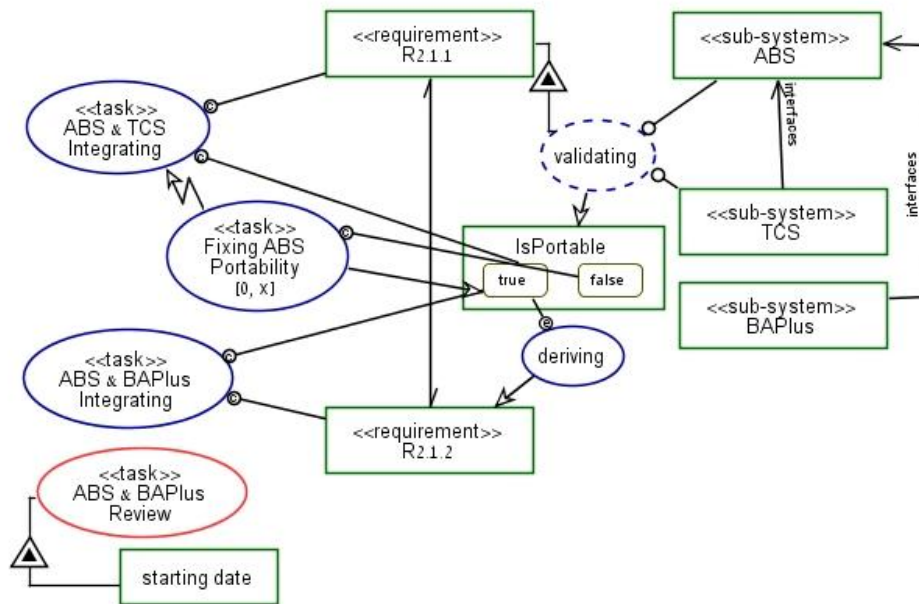 <<requirement>>
R2.1.1
<<sub-system>>
ABS
<<task>>
ABS & TCS
Integrating
c
c
validating
interfaces
interfaces
<<task>>
Fixing ABS
Portability
[0, X]
c
<<sub-system>>
TCS
IsPortable
true
false
<<sub-system>>
BAPlus
e
deriving
<<task>>
ABS & BAPlus
Integrating
c
c
<<requirement>>
R2.1.2
<<task>>
ABS & BAPlus
Review
starting date